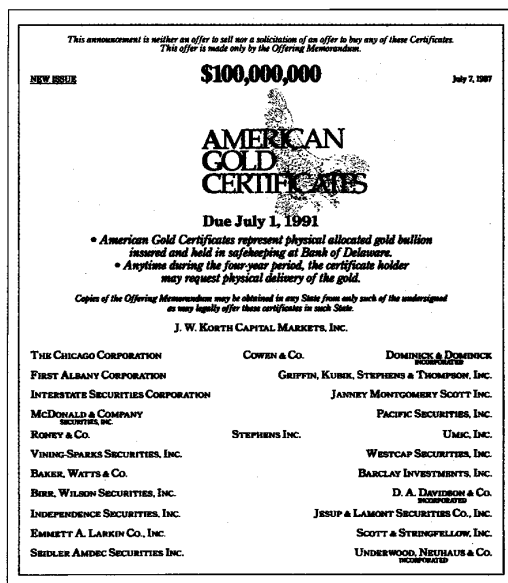 This announcement is neither an offer to sell nor a solicitation of an offer to buy any of these Certificates.
This offer is made only by the Offering Memorandum.
NEW ISSUE $100,000,000 July 7, 1987
AMERICAN
GOLD
CERTIFICATES
Due July 1, 1991
• American Gold Certificates represent physical allocated gold bullion
insured and held in safekeeping at Bank of Delaware.
• Anytime during the four-year period, the certificate holder
may request physical delivery of the gold.
Copies of the Offering Memorandum may be obtained in any State from only such of the undersigned
as may legally offer these certificates in such State.
J. W. KORTH CAPITAL MARKETS, INC.
THE CHICAGO CORPORATION COWEN & CO. DOMINICK & DOMINICK
INCORPORATED
FIRST ALBANY CORPORATION GRIFFIN, KUBIK, STEPHENS & THOMPSON, INC.
INTERSTATE SECURITIES CORPORATION JANNEY MONTGOMERY SCOTT INC.
MCDONALD & COMPANY PACIFIC SECURITIES, INC.
SECURITIES, INC.
RONEY & CO. STEPHENS INC. UMIC, INC.
VINING-SPARKS SECURITIES, INC. WESTCAP SECURITIES, INC.
BAKER, WATTS & CO. BARCLAY INVESTMENTS, INC.
BIRR, WILSON SECURITIES, INC. D. A. DAVIDSON & CO.
INCORPORATED
INDEPENDENCE SECURITIES, INC. JESUP & LAMONT SECURITIES CO., INC.
EMMETT A. LARKIN CO., INC. SCOTT & STRINGFELLOW, INC.
SEIDLER AMDEC SECURITIES INC. UNDERWOOD, NEUHAUS & CO.
INCORPORATED